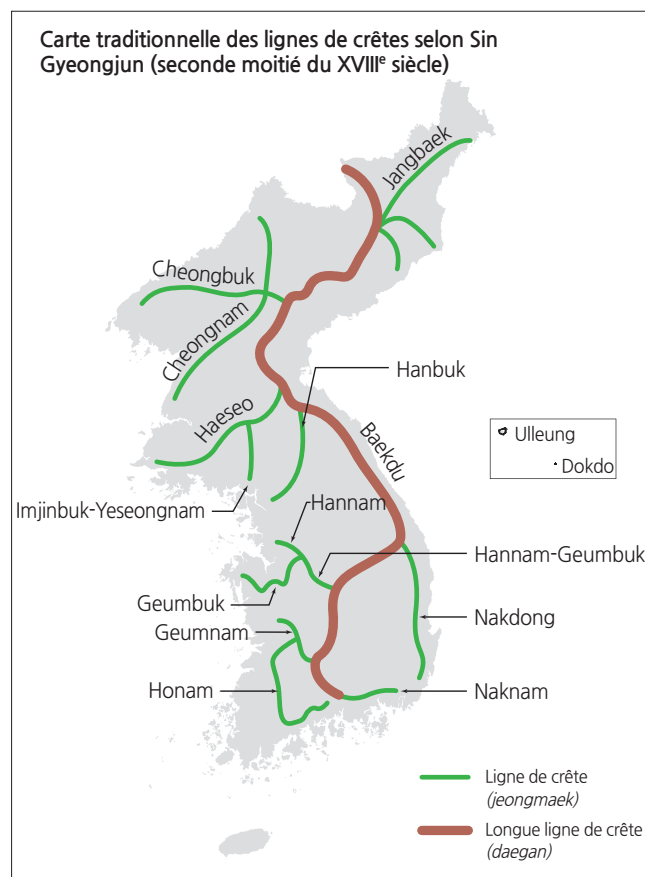 Carte traditionnelle des lignes de crêtes selon Sin
Gyeongjun (seconde moitié du XVIIIe siècle)
Jangbaek
Cheongbuk
Cheongnam
Hanbuk
Haeseo
Baekdu
Ulleung
Dokdo
Imjinbuk-Yeseongnam
Hannam
Hannam-Geumbuk
Geumbuk
Nakdong
Geumnam
Honam
Naknam
Ligne de crête
(jeongmaek)
Longue ligne de crête
(daegan)